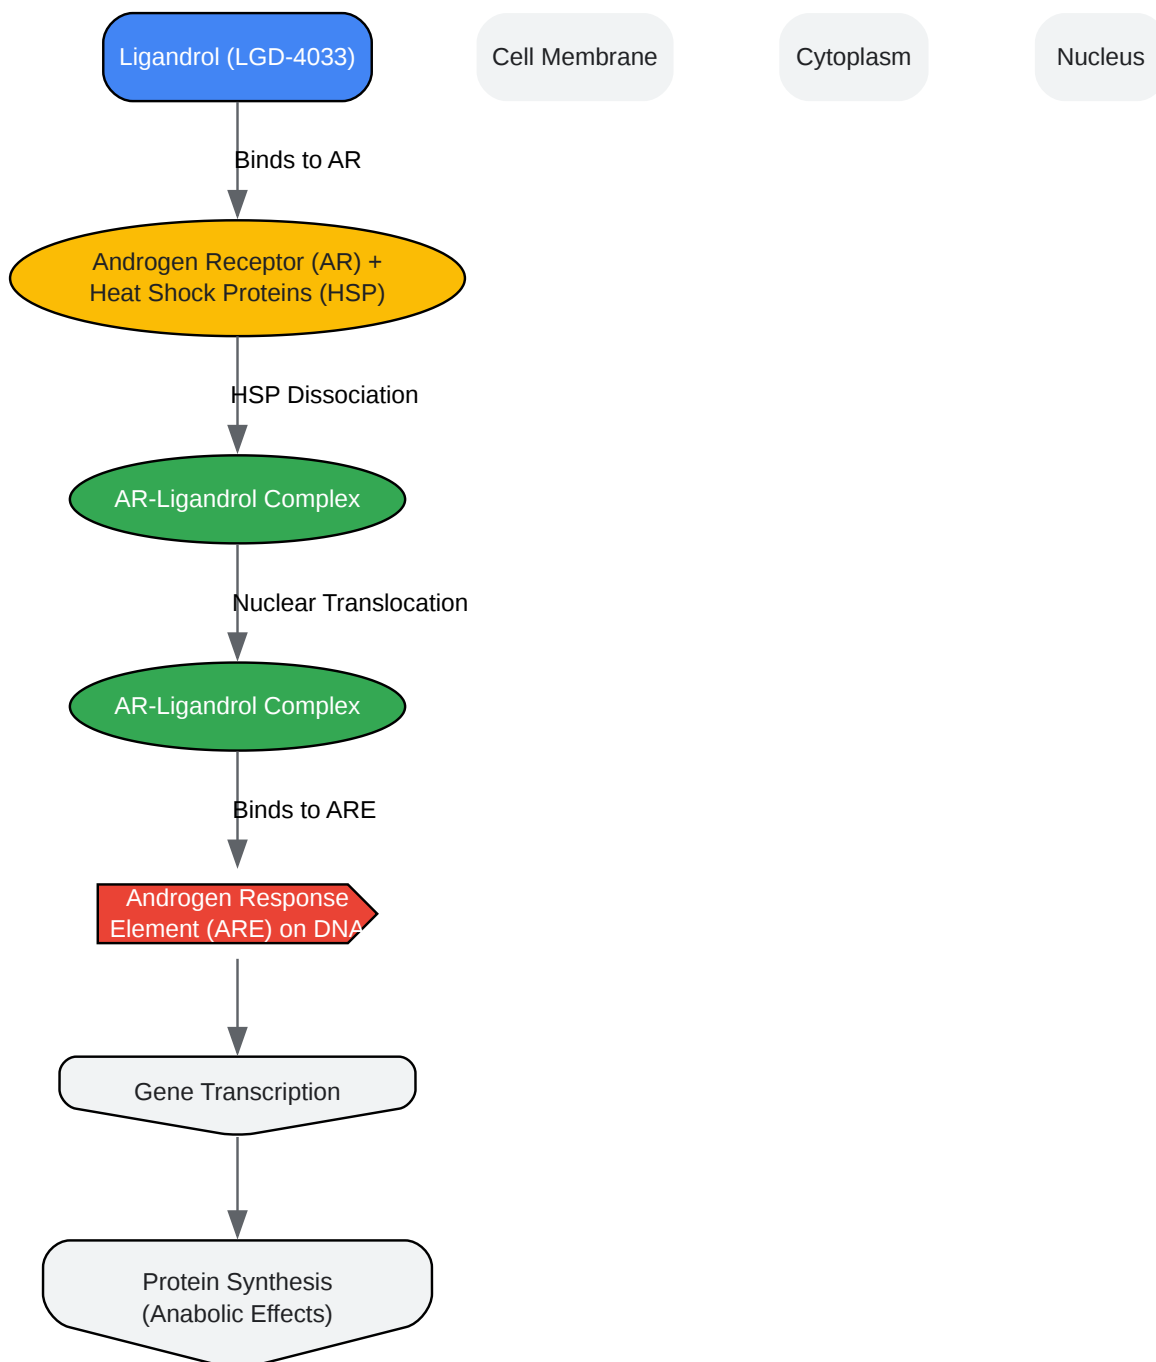 Ligandrol (LGD-4033)
Cell Membrane
Cytoplasm
Nucleus
Binds to AR
Androgen Receptor (AR) +
Heat Shock Proteins (HSP)
HSP Dissociation
AR-Ligandrol Complex
Nuclear Translocation
AR-Ligandrol Complex
Binds to ARE
Androgen Response
Element (ARE) on DNA
Gene Transcription
Protein Synthesis
(Anabolic Effects)